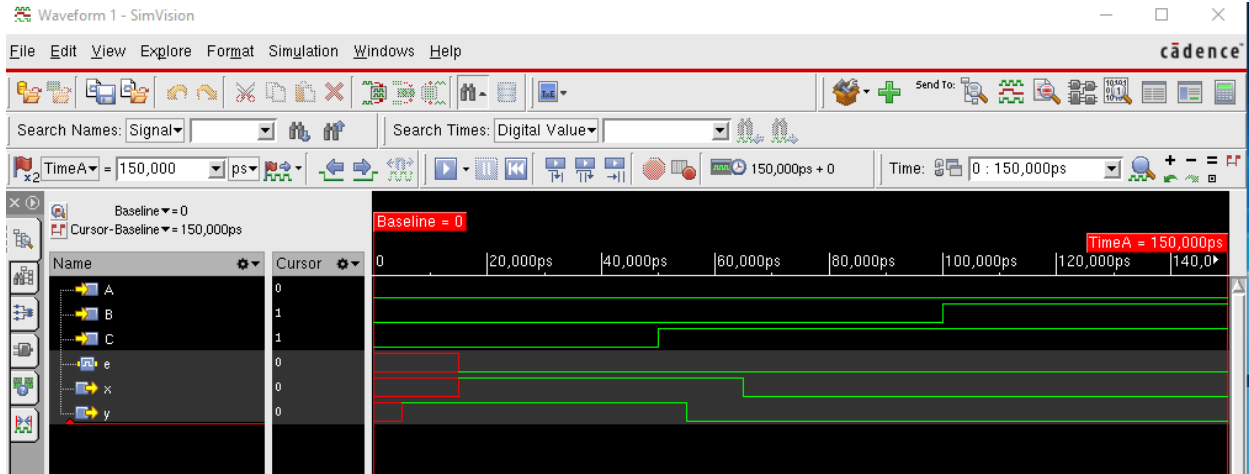 Waveform 1 - SimVision
File Edit View Explore Format Simulation Windows Help
cādence
Send To:
Search Names: Signal
Search Times: Digital Value
x2 TimeA = 150,000 ps
150,000ps + 0
Time: 0 : 150,000ps
Baseline = 0
Cursor-Baseline = 150,000ps
Baseline = 0
TimeA = 150,000ps
Name Cursor
0 20,000ps 40,000ps 60,000ps 80,000ps 100,000ps 120,000ps 140,0
A 0
B 1
C 1
e 0
x 0
y 0